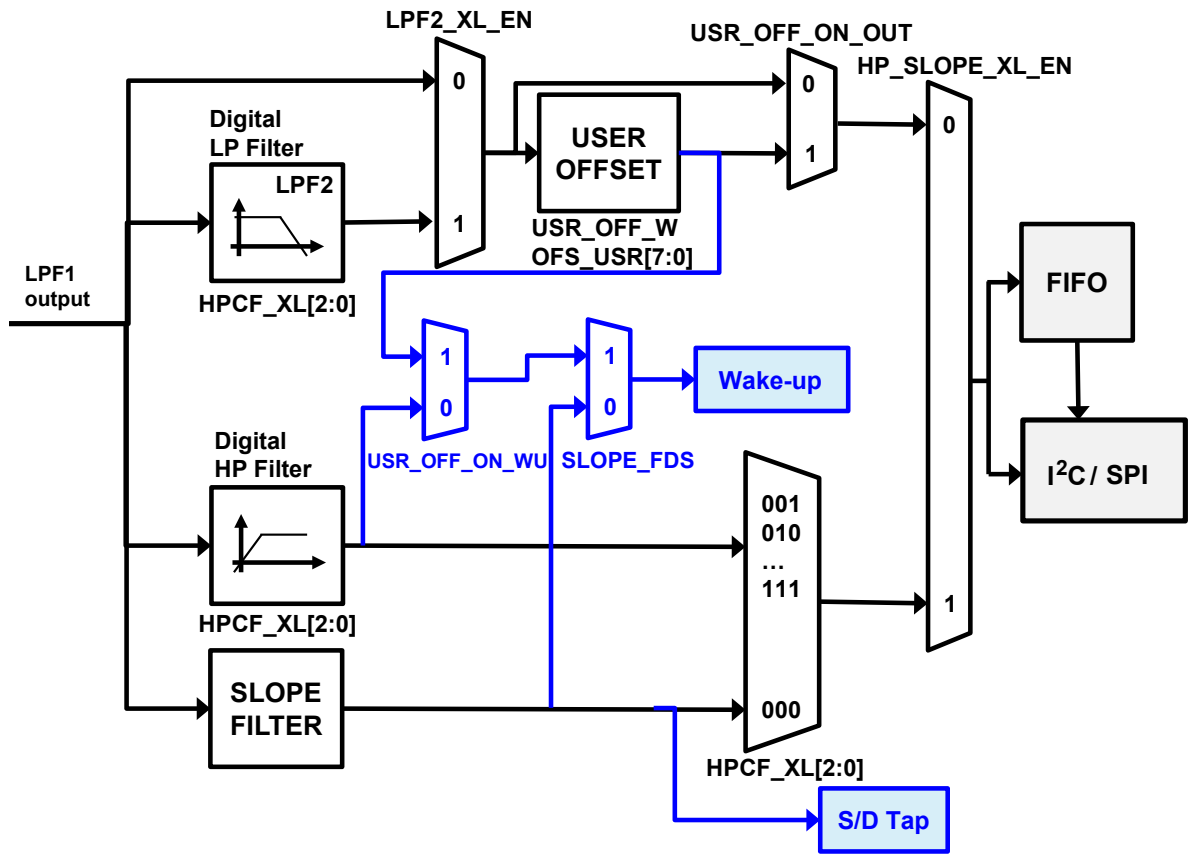 LPF2_XL_EN
USR_OFF_ON_OUT
HP_SLOPE_XL_EN
0
0
0
Digital
LP Filter
LPF2
USER
OFFSET
1
1
USR_OFF_W
OFS_USR[7:0]
LPF1
output
HPCF_XL[2:0]
FIFO
1
0
1
0
Wake-up
USR_OFF_ON_WU
SLOPE_FDS
Digital
HP Filter
I²C / SPI
001
010
...
111
1
HPCF_XL[2:0]
SLOPE
FILTER
000
HPCF_XL[2:0]
S/D Tap